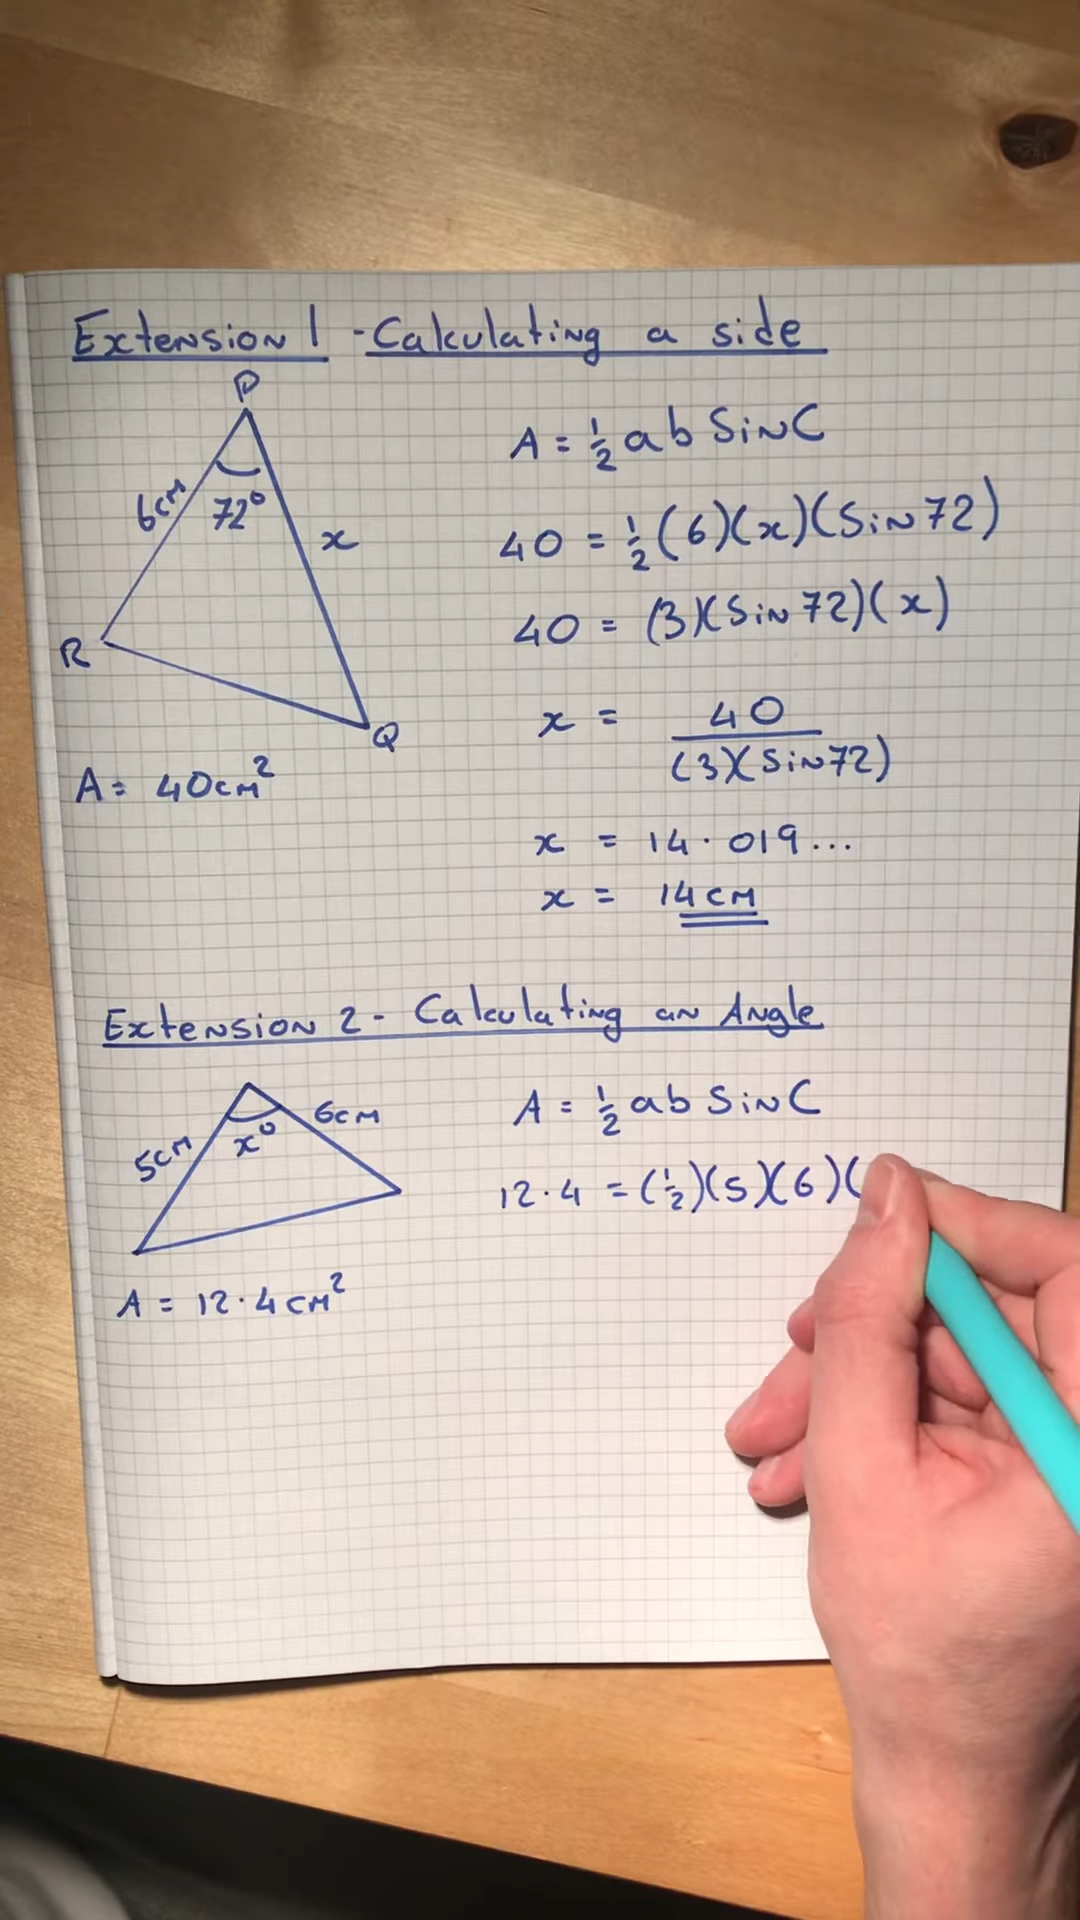 Extension 1 - Calculating a side
P
6cm
72°
x
R
Q
A = 40cm²
A = ½ab SinC
40 = ½(6)(x)(Sin72)
40 = (3)(Sin72)(x)
x = 40
(3)(Sin72)
x = 14.019...
x = 14cm
Extension 2 - Calculating an Angle
5cm
x°
6cm
A = 12.4cm²
A = ½ab SinC
12.4 = (½)(5)(6)(